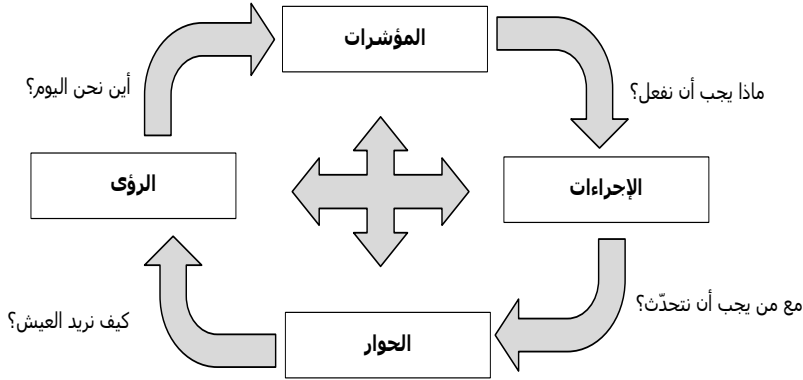 المؤشرات
ماذا يجب أن نفعل؟
أين نحن اليوم؟
الإجراءات
الرؤى
مع من يجب أن نتحدّث؟
كيف نريد العيش؟
الحوار